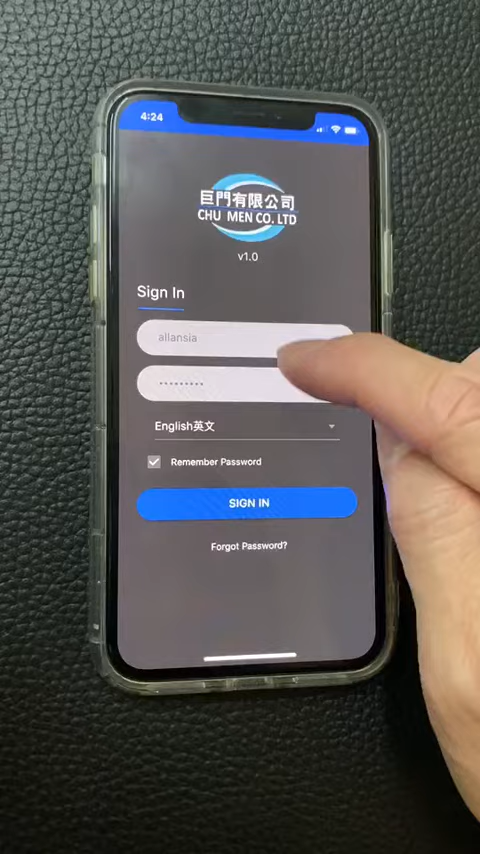 4:24
巨門有限公司
CHU MEN CO. LTD
v1.0
Sign In
allansia
•••••••••
English英文
Remember Password
SIGN IN
Forgot Password?